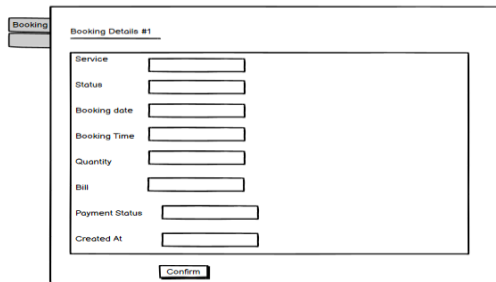 Booking
Booking Details #1
Service
Status
Booking date
Booking Time
Quantity
Bill
Payment Status
Created At
Confirm